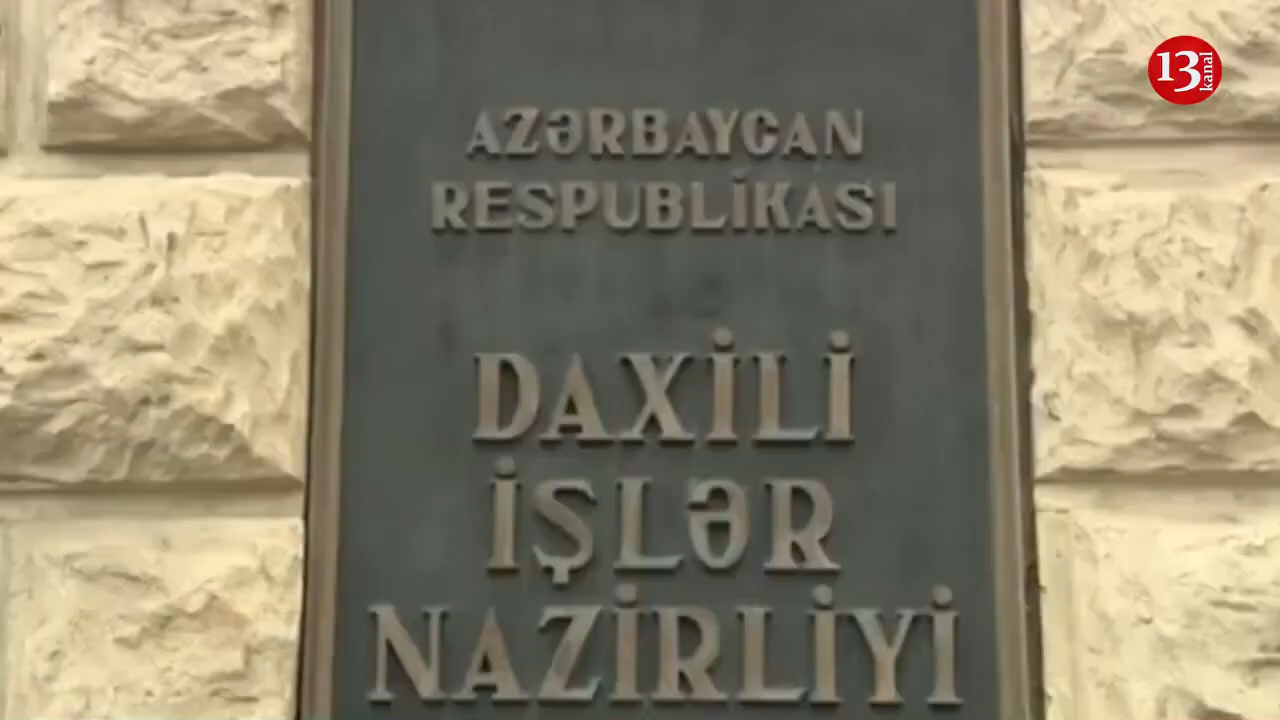 13 kanal
AZƏRBAYCAN
RESPUBLİKASI
DAXİLİ
İŞLƏR
NAZİRLİYİ